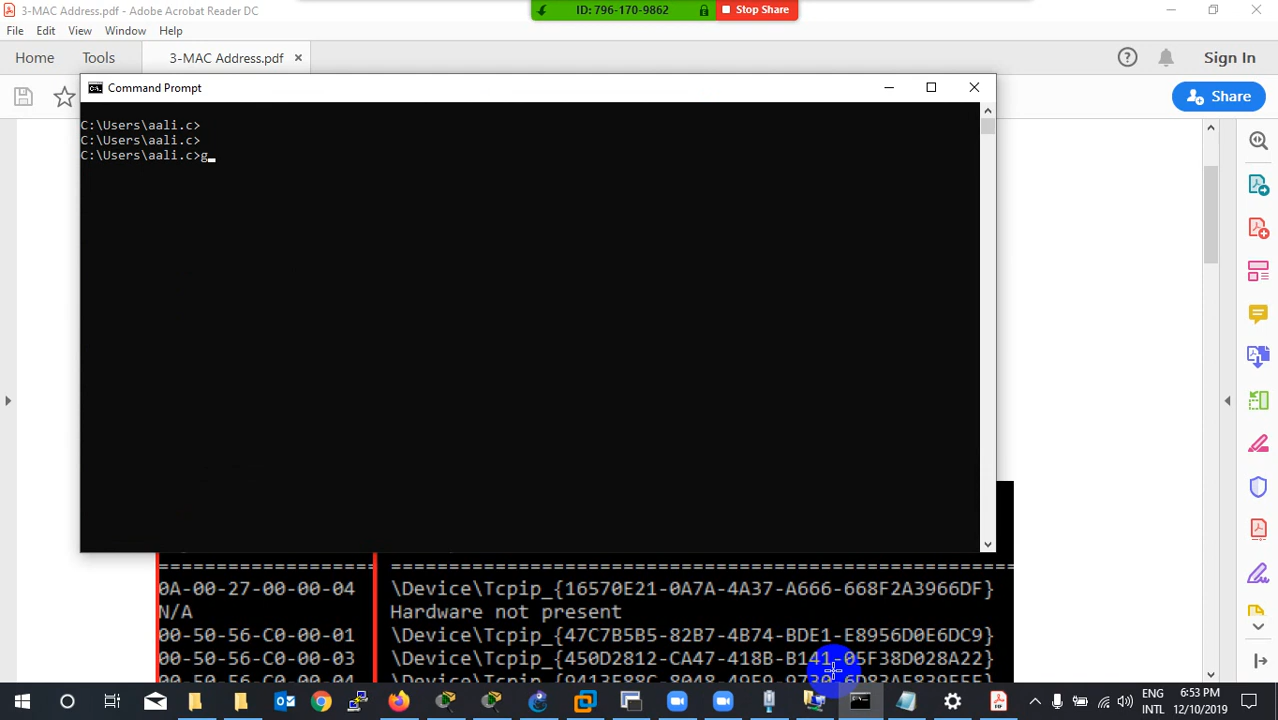 3-MAC Address.pdf - Adobe Acrobat Reader DC
ID: 796-170-9862
Stop Share
File Edit View Window Help
Home Tools 3-MAC Address.pdf
Sign In
Share
Command Prompt
C:\Users\aali.c>
C:\Users\aali.c>
C:\Users\aali.c>g_
=================== ======================================================
0A-00-27-00-00-04 \Device\Tcpip_{16570E21-0A7A-4A37-A666-668F2A3966DF}
N/A Hardware not present
00-50-56-C0-00-01 \Device\Tcpip_{47C7B5B5-82B7-4B74-BDE1-E8956D0E6DC9}
00-50-56-C0-00-03 \Device\Tcpip_{450D2812-CA47-418B-B141-05F38D028A22}
ENG 6:53 PM
INTL 12/10/2019